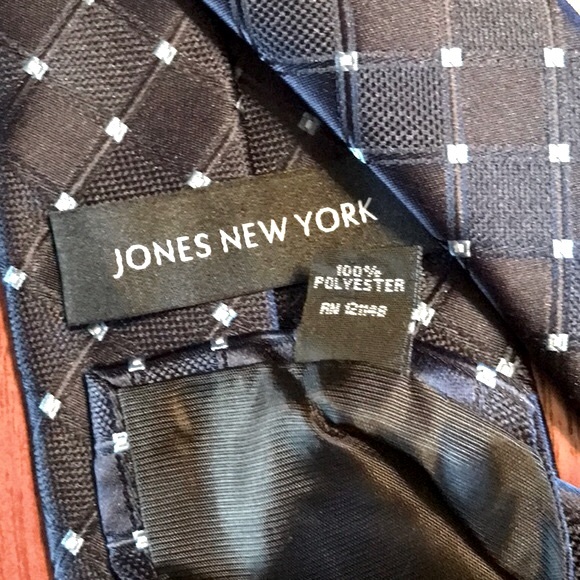 JONES NEW YORK
100%
POLYESTER
RN 121148